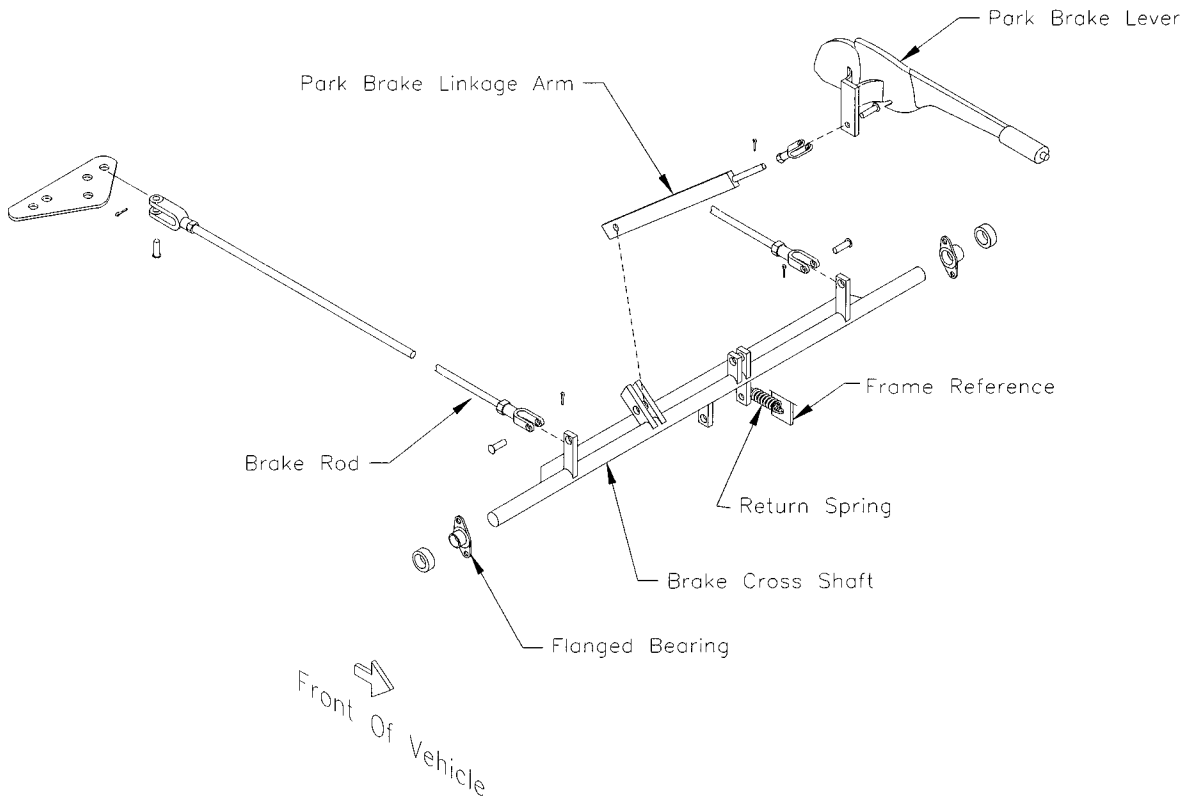 Park Brake Lever
Park Brake Linkage Arm
Frame Reference
Brake Rod
Return Spring
Brake Cross Shaft
Flanged Bearing
Front Of Vehicle